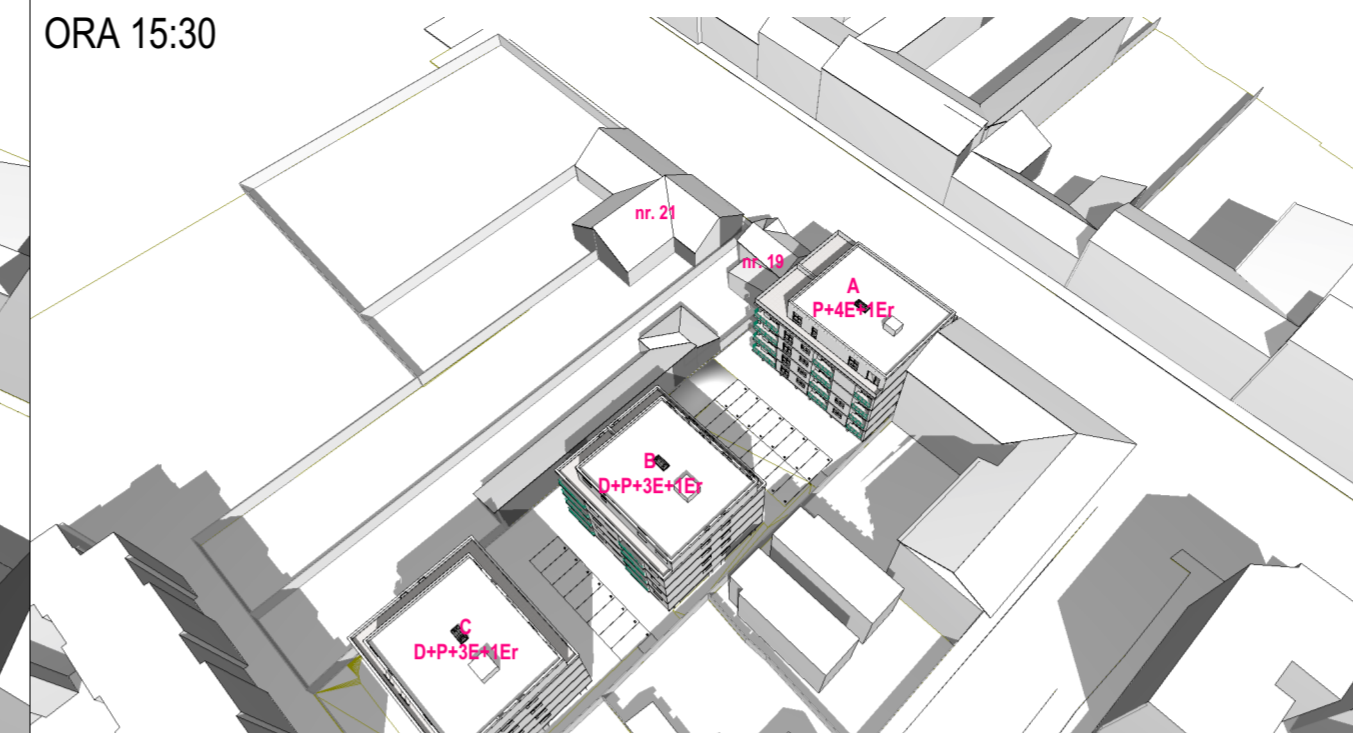 ORA 15:30
nr. 21
nr. 19
A
P+4E+1Er
B
D+P+3E+1Er
C
D+P+3E+1Er